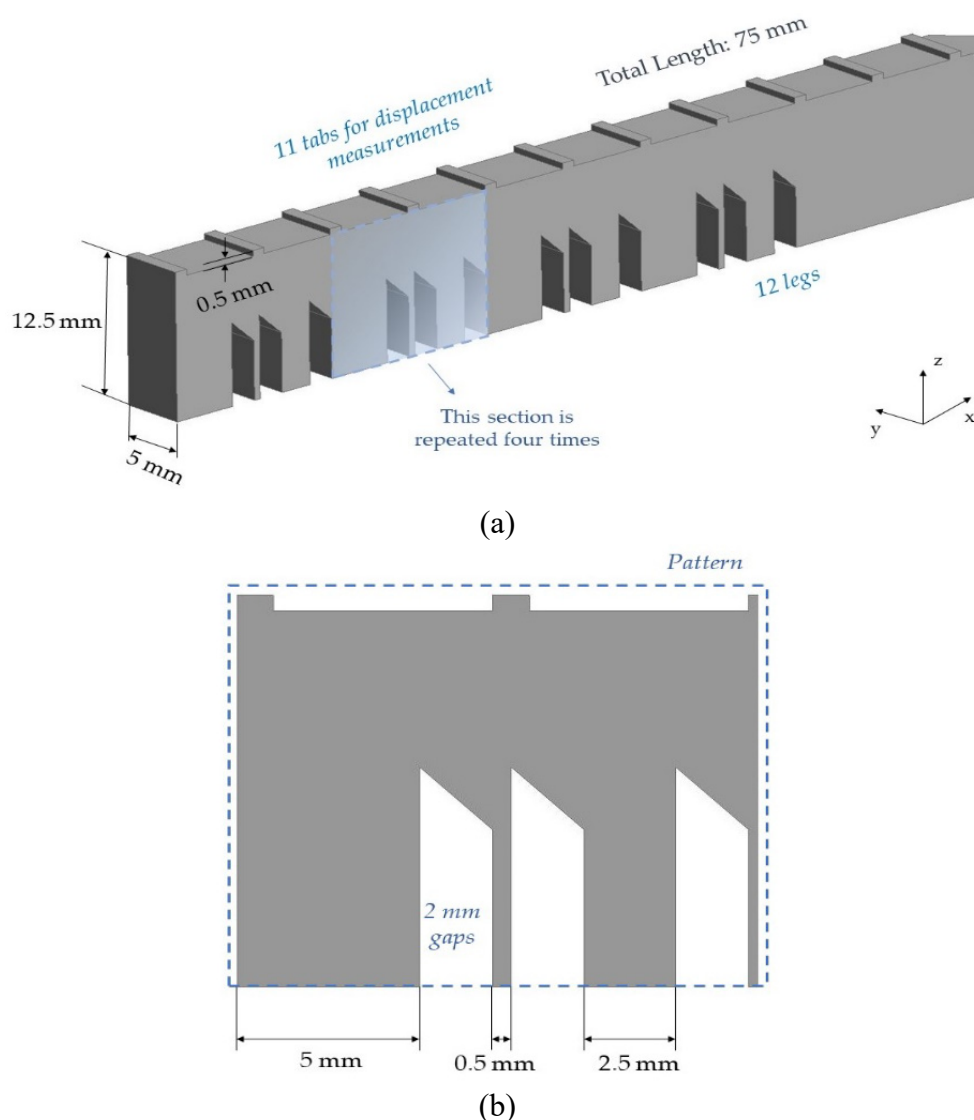 Total Length: 75 mm
11 tabs for displacement
measurements
0.5 mm
12.5 mm
12 legs
5 mm
This section is
repeated four times
z
x
y
(a)
Pattern
2 mm
gaps
5 mm
0.5 mm
2.5 mm
(b)